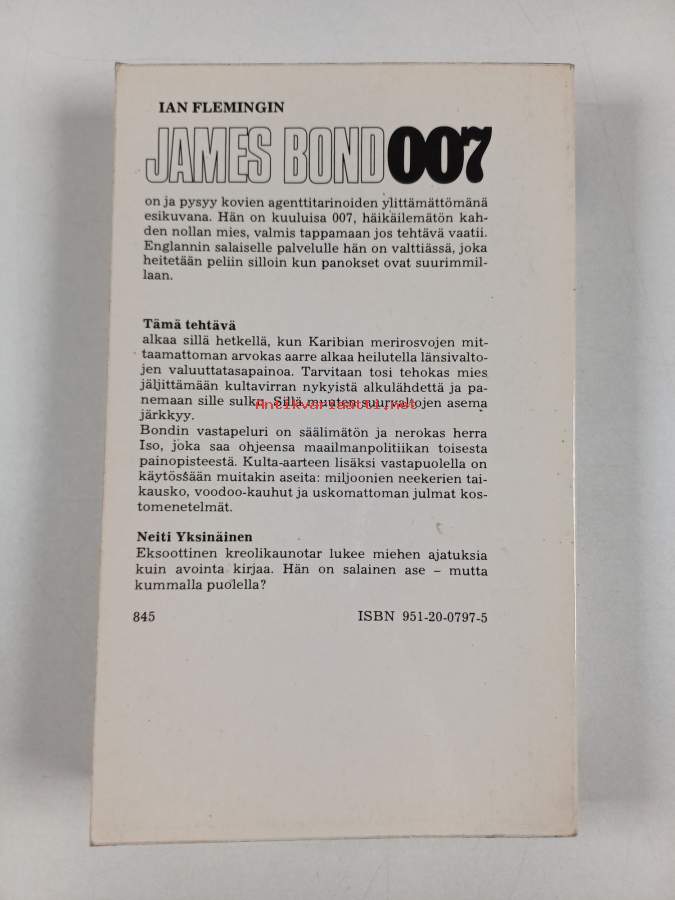 IAN FLEMINGIN
JAMES BOND 007
on ja pysyy kovien agenttitarinoiden ylittämättömänä
esikuvana. Hän on kuuluisa 007, häikäilemätön kah-
den nollan mies, valmis tappamaan jos tehtävä vaatii.
Englannin salaiselle palvelulle hän on valttiässä, joka
heitetään peliin silloin kun panokset ovat suurimmil-
laan.
Tämä tehtävä
alkaa sillä hetkellä, kun Karibian merirosvojen mit-
taamattoman arvokas aarre alkaa heilutella länsivalto-
jen valuuttatasapainoa. Tarvitaan tosi tehokas mies
jäljittämään kultavirran nykyistä alkulähdettä ja pa-
nemaan sille sulku. Sillä muuten suurvaltojen asema
Antikvariaatti.net
järkkyy.
Bondin vastapeluri on säälimätön ja nerokas herra
Iso, joka saa ohjeensa maailmanpolitiikan toisesta
painopisteestä. Kulta-aarteen lisäksi vastapuolella on
käytössään muitakin aseita: miljoonien neekerien tai-
kausko, voodoo-kauhut ja uskomattoman julmat kos-
tomenetelmät.
Neiti Yksinäinen
Eksoottinen kreolikaunotar lukee miehen ajatuksia
kuin avointa kirjaa. Hän on salainen ase – mutta
kummalla puolella?
845 ISBN 951-20-0797-5